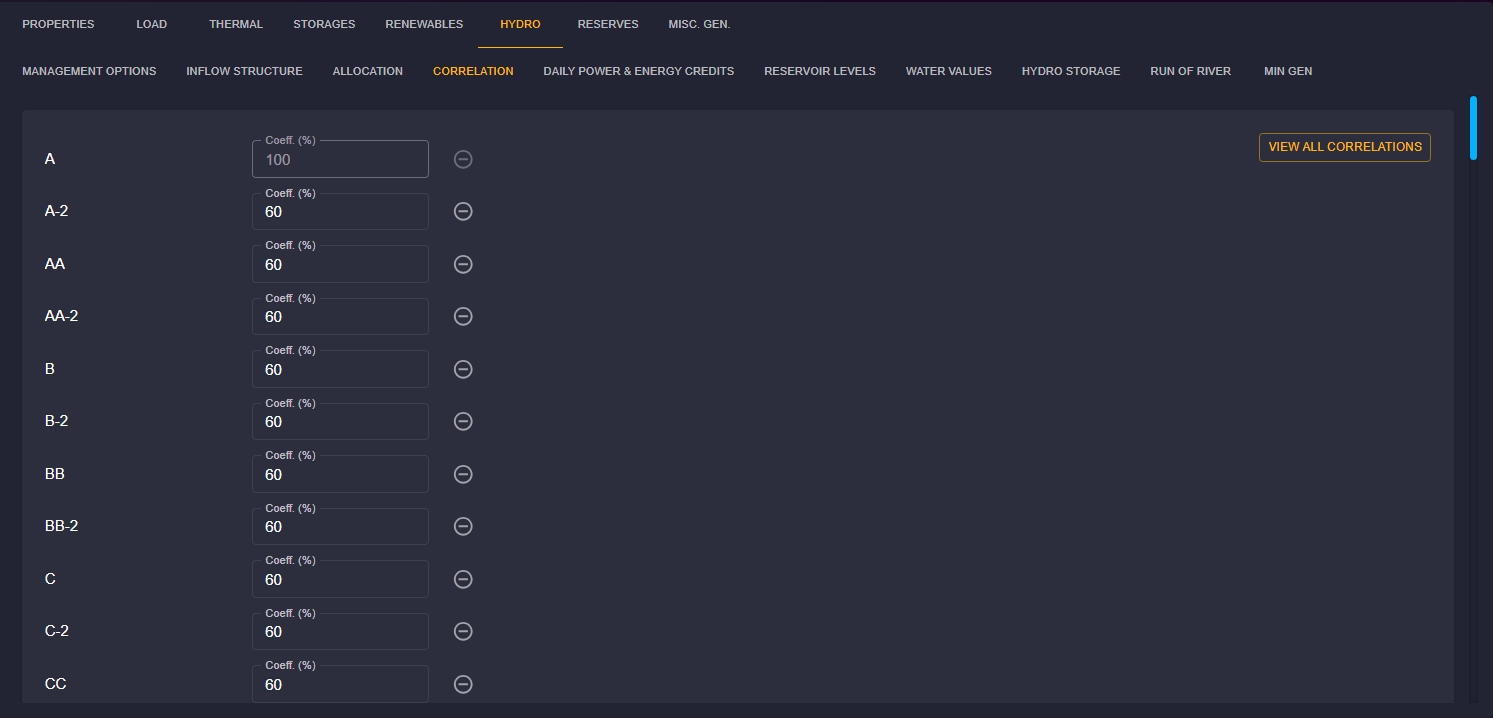 PROPERTIES LOAD THERMAL STORAGES RENEWABLES HYDRO RESERVES MISC. GEN.
MANAGEMENT OPTIONS INFLOW STRUCTURE ALLOCATION CORRELATION DAILY POWER & ENERGY CREDITS RESERVOIR LEVELS WATER VALUES HYDRO STORAGE RUN OF RIVER MIN GEN
VIEW ALL CORRELATIONS
Coeff. (%)
A 100
Coeff. (%)
A-2 60
Coeff. (%)
AA 60
Coeff. (%)
AA-2 60
Coeff. (%)
B 60
Coeff. (%)
B-2 60
Coeff. (%)
BB 60
Coeff. (%)
BB-2 60
Coeff. (%)
C 60
Coeff. (%)
C-2 60
Coeff. (%)
CC 60